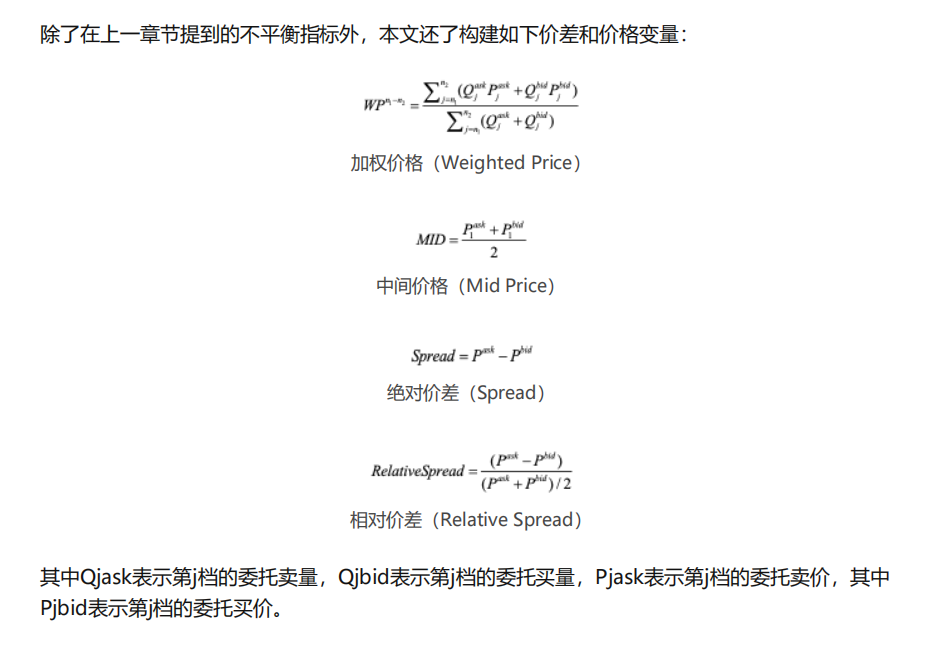 除了在上一章节提到的不平衡指标外，本文还了构建如下价差和价格变量：
WP^{n_1-n_2} = \frac{\sum_{j=n_1}^{n_2}(Q_j^{ask}P_j^{ask}+Q_j^{bid}P_j^{bid})}{\sum_{j=n_1}^{n_2}(Q_j^{ask}+Q_j^{bid})}
加权价格（Weighted Price）
MID = \frac{P_1^{ask}+P_1^{bid}}{2}
中间价格（Mid Price）
Spread = P^{ask} – P^{bid}
绝对价差（Spread）
RelativeSpread = \frac{(P^{ask} – P^{bid})}{(P^{ask}+P^{bid})/2}
相对价差（Relative Spread）
其中Qjask表示第j档的委托卖量，Qjbid表示第j档的委托买量，Pjask表示第j档的委托卖价，其中
Pjbid表示第j档的委托买价。